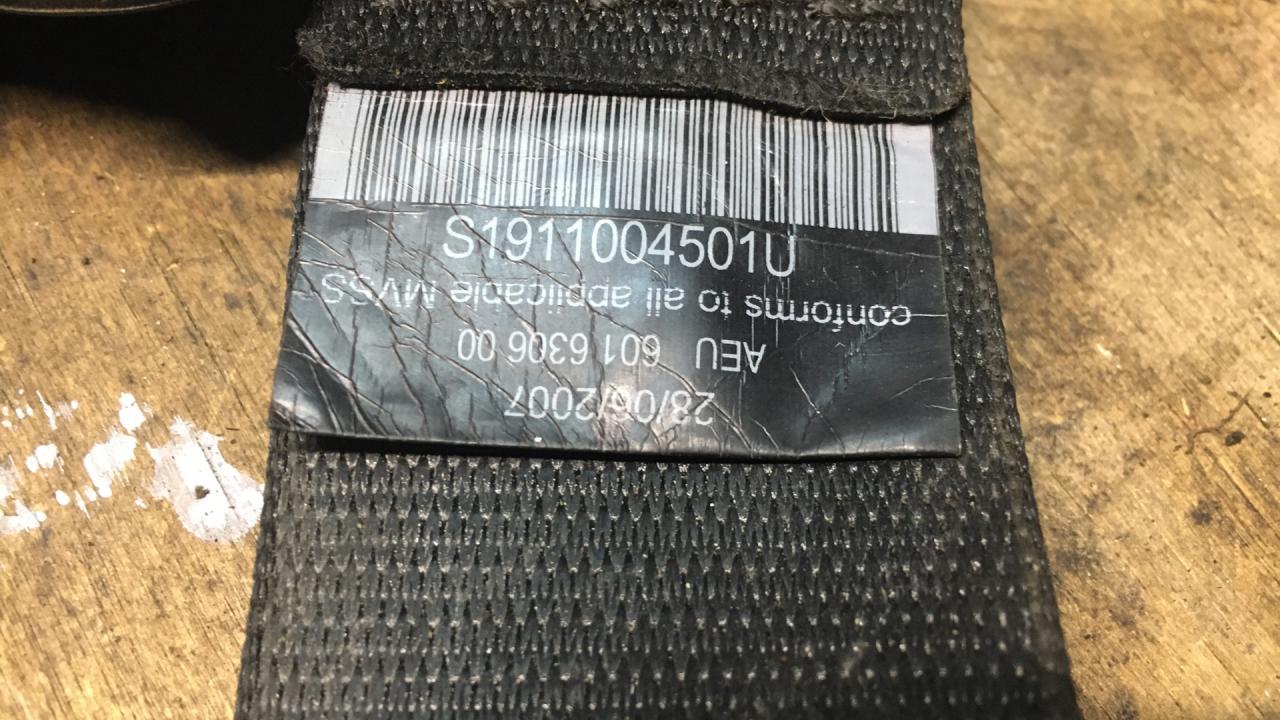 S1911004501U
conforms to all applicable MVSS
AEU 601 6306 00
28/06/2007